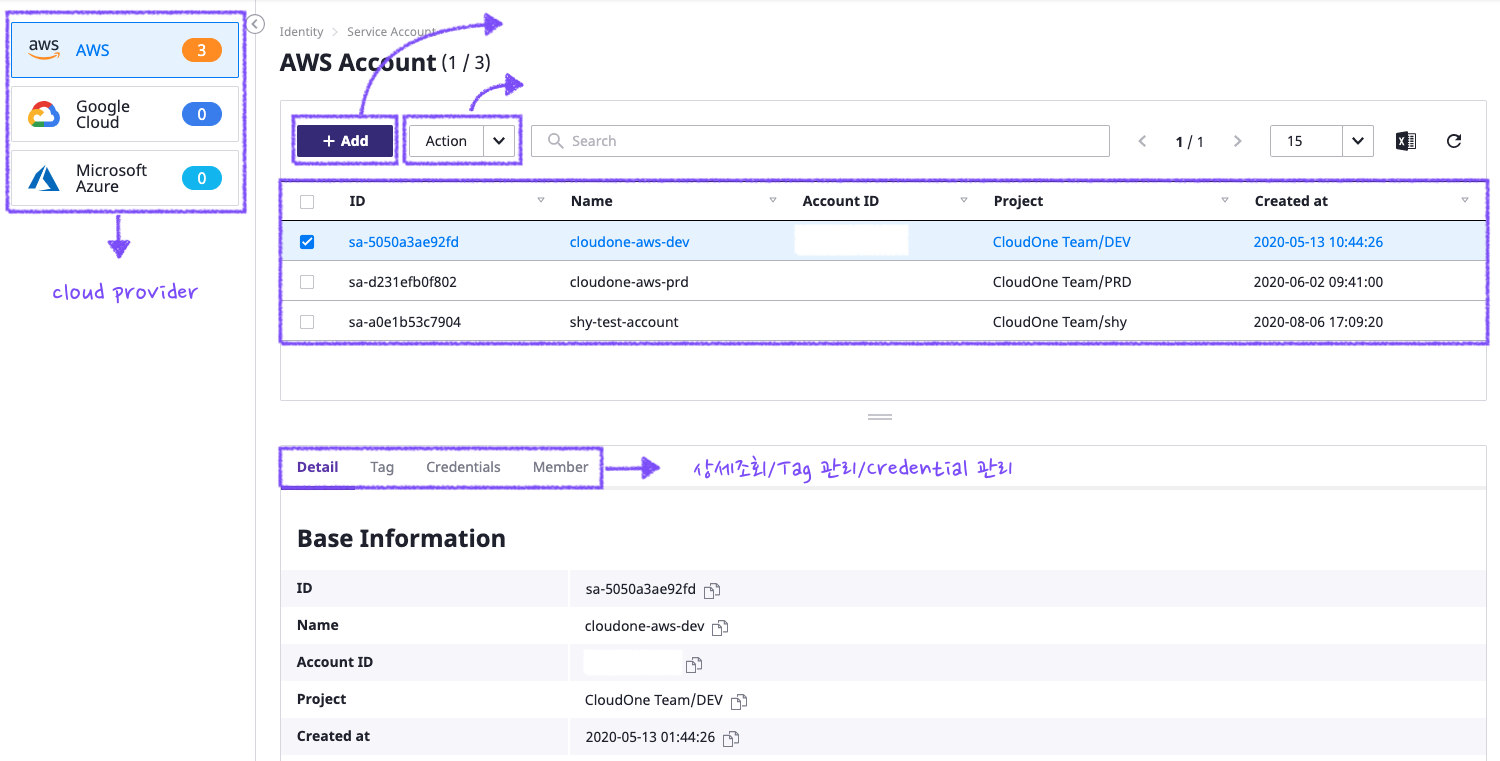 aws AWS 3
Google Cloud 0
Microsoft Azure 0
cloud provider
Identity > Service Account
AWS Account (1 / 3)
+ Add
Action
Search
1 / 1
15
ID Name Account ID Project Created at
sa-5050a3ae92fd cloudone-aws-dev CloudOne Team/DEV 2020-05-13 10:44:26
sa-d231efb0f802 cloudone-aws-prd CloudOne Team/PRD 2020-06-02 09:41:00
sa-a0e1b53c7904 shy-test-account CloudOne Team/shy 2020-08-06 17:09:20
Detail Tag Credentials Member
상세조회/Tag 관리/credential 관리
Base Information
ID sa-5050a3ae92fd
Name cloudone-aws-dev
Account ID
Project CloudOne Team/DEV
Created at 2020-05-13 01:44:26